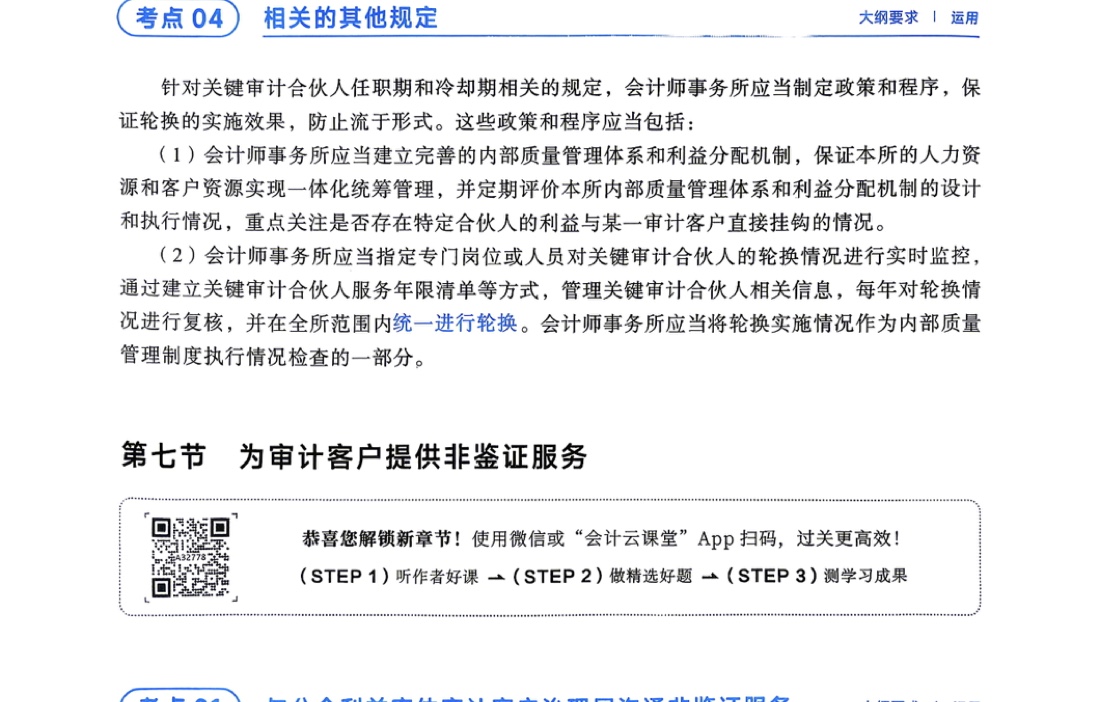 考点 04 相关的其他规定 大纲要求 | 运用
针对关键审计合伙人任职期和冷却期相关的规定，会计师事务所应当制定政策和程序，保
证轮换的实施效果，防止流于形式。这些政策和程序应当包括：
（1）会计师事务所应当建立完善的内部质量管理体系和利益分配机制，保证本所的人力资
源和客户资源实现一体化统筹管理，并定期评价本所内部质量管理体系和利益分配机制的设计
和执行情况，重点关注是否存在特定合伙人的利益与某一审计客户直接挂钩的情况。
（2）会计师事务所应当指定专门岗位或人员对关键审计合伙人的轮换情况进行实时监控，
通过建立关键审计合伙人服务年限清单等方式，管理关键审计合伙人相关信息，每年对轮换情
况进行复核，并在全所范围内统一进行轮换。会计师事务所应当将轮换实施情况作为内部质量
管理制度执行情况检查的一部分。
第七节 为审计客户提供非鉴证服务
恭喜您解锁新章节！使用微信或“会计云课堂”App 扫码，过关更高效！
A32778
（STEP 1）听作者好课 ⇀（STEP 2）做精选好题 ⇀（STEP 3）测学习成果